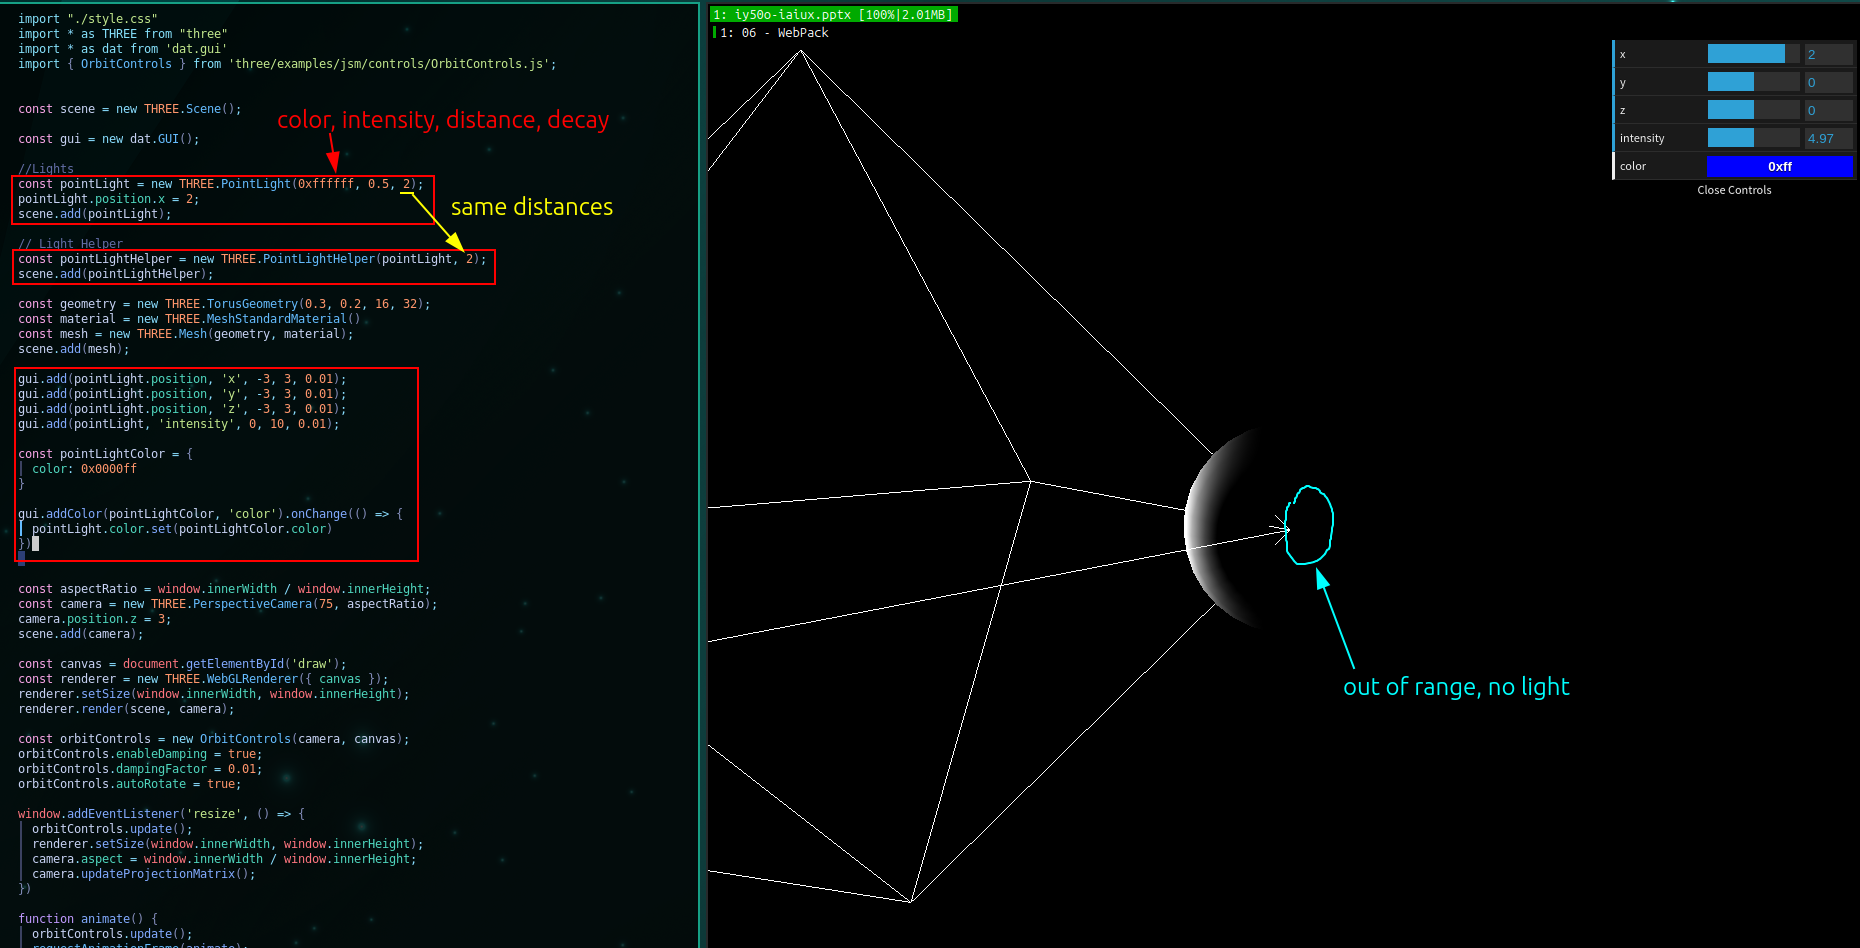 import "./style.css"
import * as THREE from "three"
import * as dat from 'dat.gui'
import { OrbitControls } from 'three/examples/jsm/controls/OrbitControls.js';
const scene = new THREE.Scene();
color, intensity, distance, decay
const gui = new dat.GUI();
//Lights
const pointLight = new THREE.PointLight(0xffffff, 0.5, 2);
pointLight.position.x = 2;
scene.add(pointLight);
same distances
// Light Helper
const pointLightHelper = new THREE.PointLightHelper(pointLight, 2);
scene.add(pointLightHelper);
const geometry = new THREE.TorusGeometry(0.3, 0.2, 16, 32);
const material = new THREE.MeshStandardMaterial()
const mesh = new THREE.Mesh(geometry, material);
scene.add(mesh);
gui.add(pointLight.position, 'x', -3, 3, 0.01);
gui.add(pointLight.position, 'y', -3, 3, 0.01);
gui.add(pointLight.position, 'z', -3, 3, 0.01);
gui.add(pointLight, 'intensity', 0, 10, 0.01);
const pointLightColor = {
color: 0x0000ff
}
gui.addColor(pointLightColor, 'color').onChange(() => {
pointLight.color.set(pointLightColor.color)
})
const aspectRatio = window.innerWidth / window.innerHeight;
const camera = new THREE.PerspectiveCamera(75, aspectRatio);
camera.position.z = 3;
scene.add(camera);
const canvas = document.getElementById('draw');
const renderer = new THREE.WebGLRenderer({ canvas });
renderer.setSize(window.innerWidth, window.innerHeight);
renderer.render(scene, camera);
const orbitControls = new OrbitControls(camera, canvas);
orbitControls.enableDamping = true;
orbitControls.dampingFactor = 0.01;
orbitControls.autoRotate = true;
window.addEventListener('resize', () => {
orbitControls.update();
renderer.setSize(window.innerWidth, window.innerHeight);
camera.aspect = window.innerWidth / window.innerHeight;
camera.updateProjectionMatrix();
})
function animate() {
orbitControls.update();
requestAnimationFrame(animate);
1: iy50o-iaiux.pptx [100%|2.01MB]
1: 06 - WebPack
x 2
y 0
z 0
intensity 4.97
color 0xff
Close Controls
out of range, no light